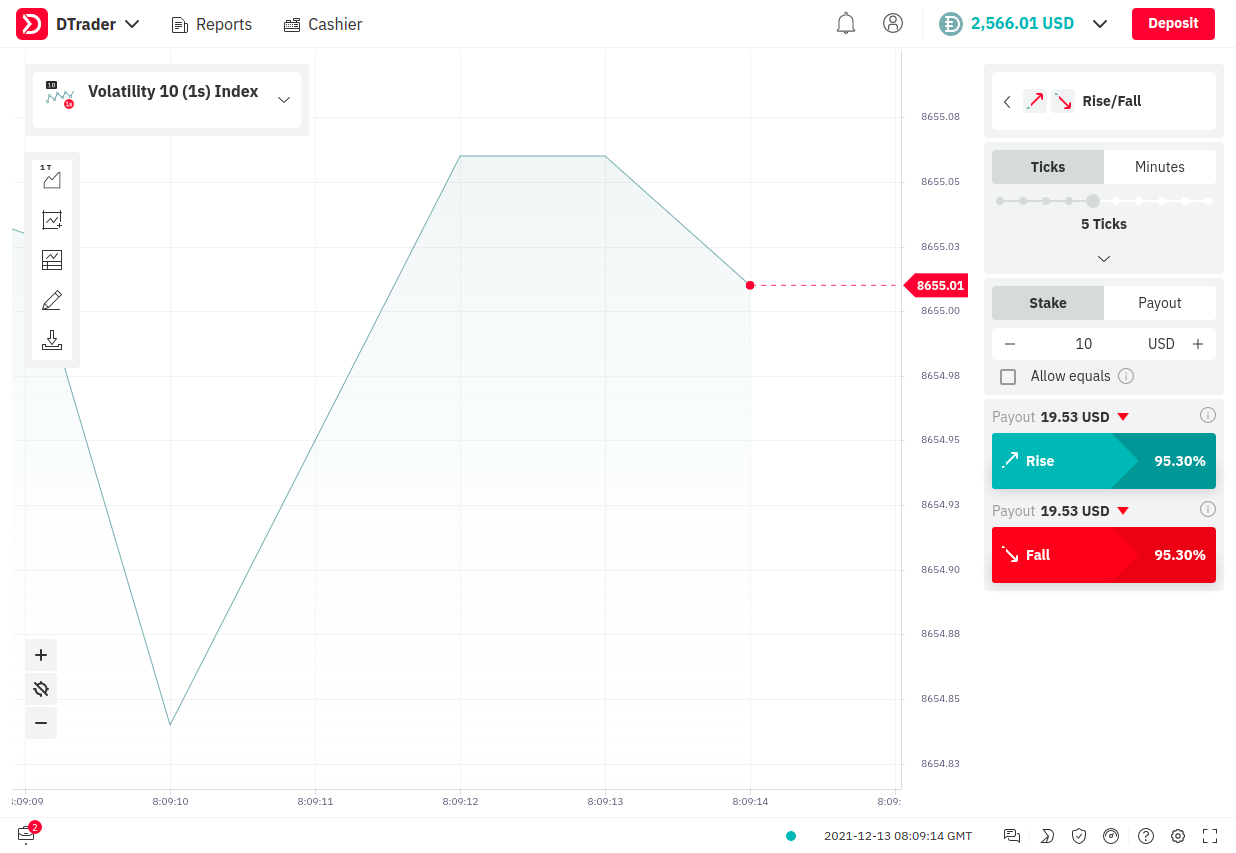 DTrader
Reports
Cashier
2,566.01 USD
Deposit
10
1s
Volatility 10 (1s) Index
1 T
8655.08
8655.05
8655.03
8655.01
8655.00
8654.98
8654.95
8654.93
8654.90
8654.88
8654.85
8654.83
:09:09
8:09:10
8:09:11
8:09:12
8:09:13
8:09:14
8:09:
Rise/Fall
Ticks
Minutes
5 Ticks
Stake
Payout
10
USD
Allow equals
Payout 19.53 USD
Rise
95.30%
Payout 19.53 USD
Fall
95.30%
2
2021-12-13 08:09:14 GMT